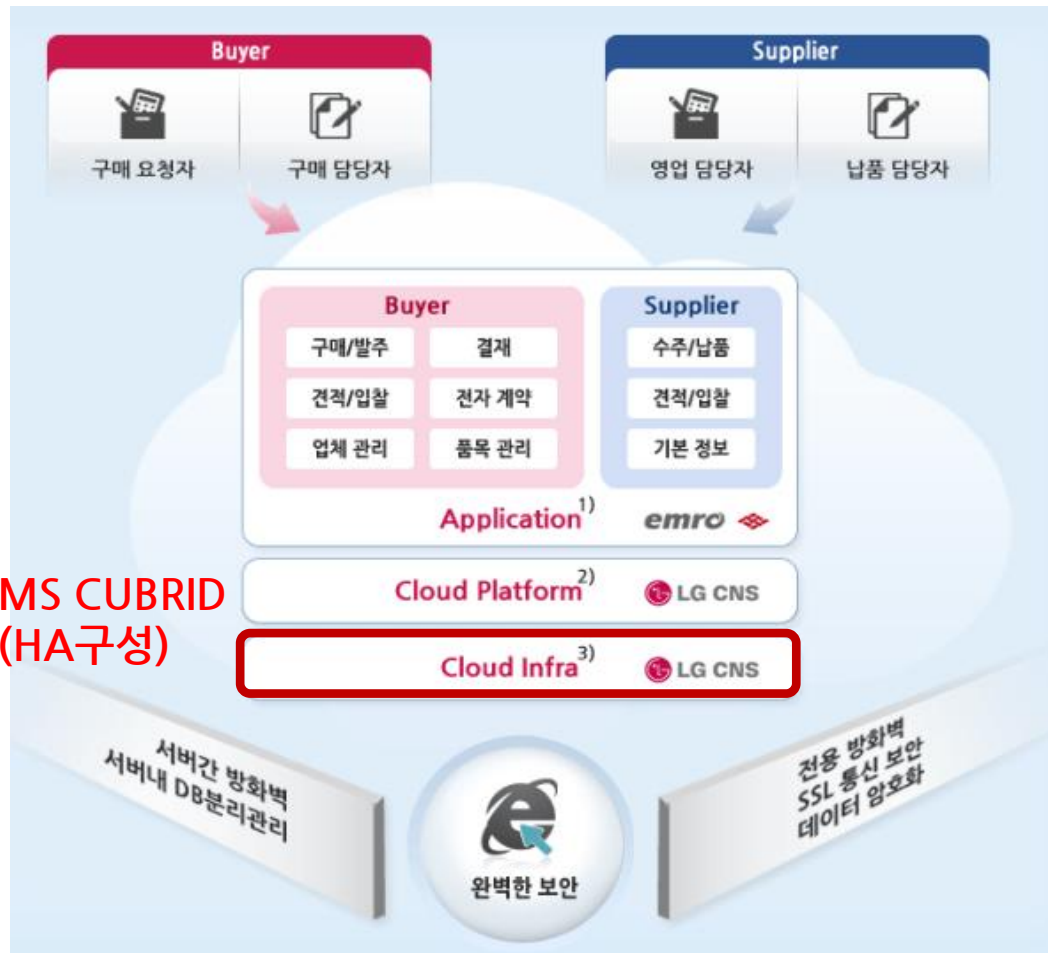 Buyer
구매 요청자
구매 담당자
Supplier
영업 담당자
납품 담당자
Buyer
구매/발주
결재
견적/입찰
전자 계약
업체 관리
품목 관리
Supplier
수주/납품
견적/입찰
기본 정보
Application1)
emro
MS CUBRID
(HA구성)
Cloud Platform2)
LG CNS
Cloud Infra3)
LG CNS
서버간 방화벽
서버내 DB분리관리
전용 방화벽
SSL 통신 보안
데이터 암호화
완벽한 보안